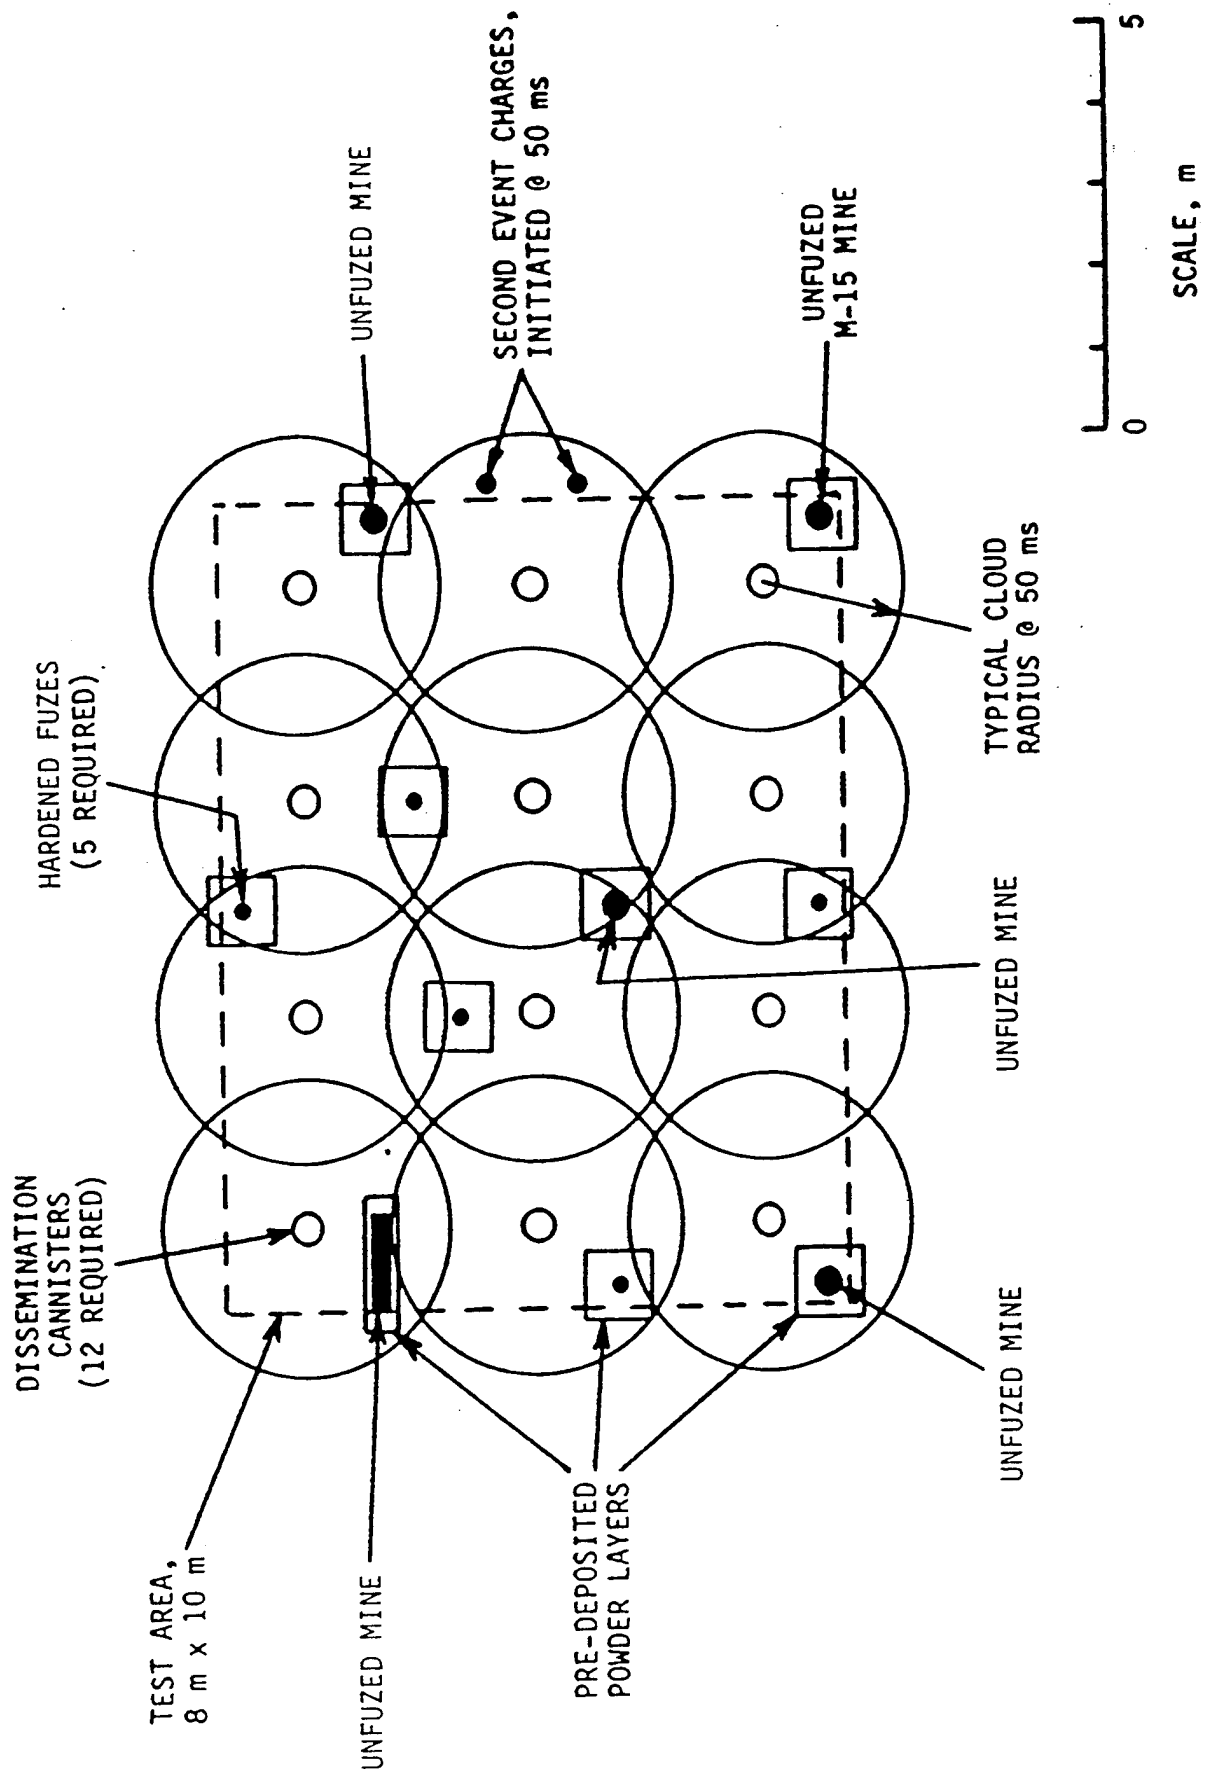 DISSEMINATION
CANNISTERS
(12 REQUIRED)
HARDENED FUZES
(5 REQUIRED)
TEST AREA,
8 m x 10 m
UNFUZED MINE
UNFUZED MINE
SECOND EVENT CHARGES,
INITIATED @ 50 ms
PRE-DEPOSITED
POWDER LAYERS
UNFUZED
M-15 MINE
UNFUZED MINE
UNFUZED MINE
TYPICAL CLOUD
RADIUS @ 50 ms
0
5
SCALE, m